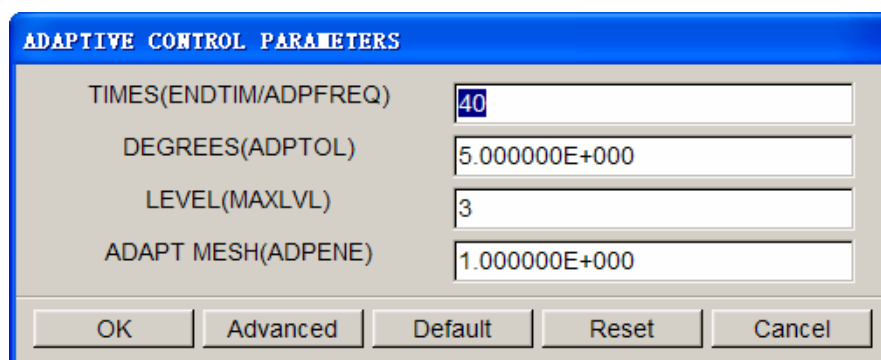 ADAPTIVE CONTROL PARAMETERS
TIMES(ENDTIM/ADPFREQ) 40
DEGREES(ADPTOL) 5.000000E+000
LEVEL(MAXLVL) 3
ADAPT MESH(ADPENE) 1.000000E+000
OK Advanced Default Reset Cancel